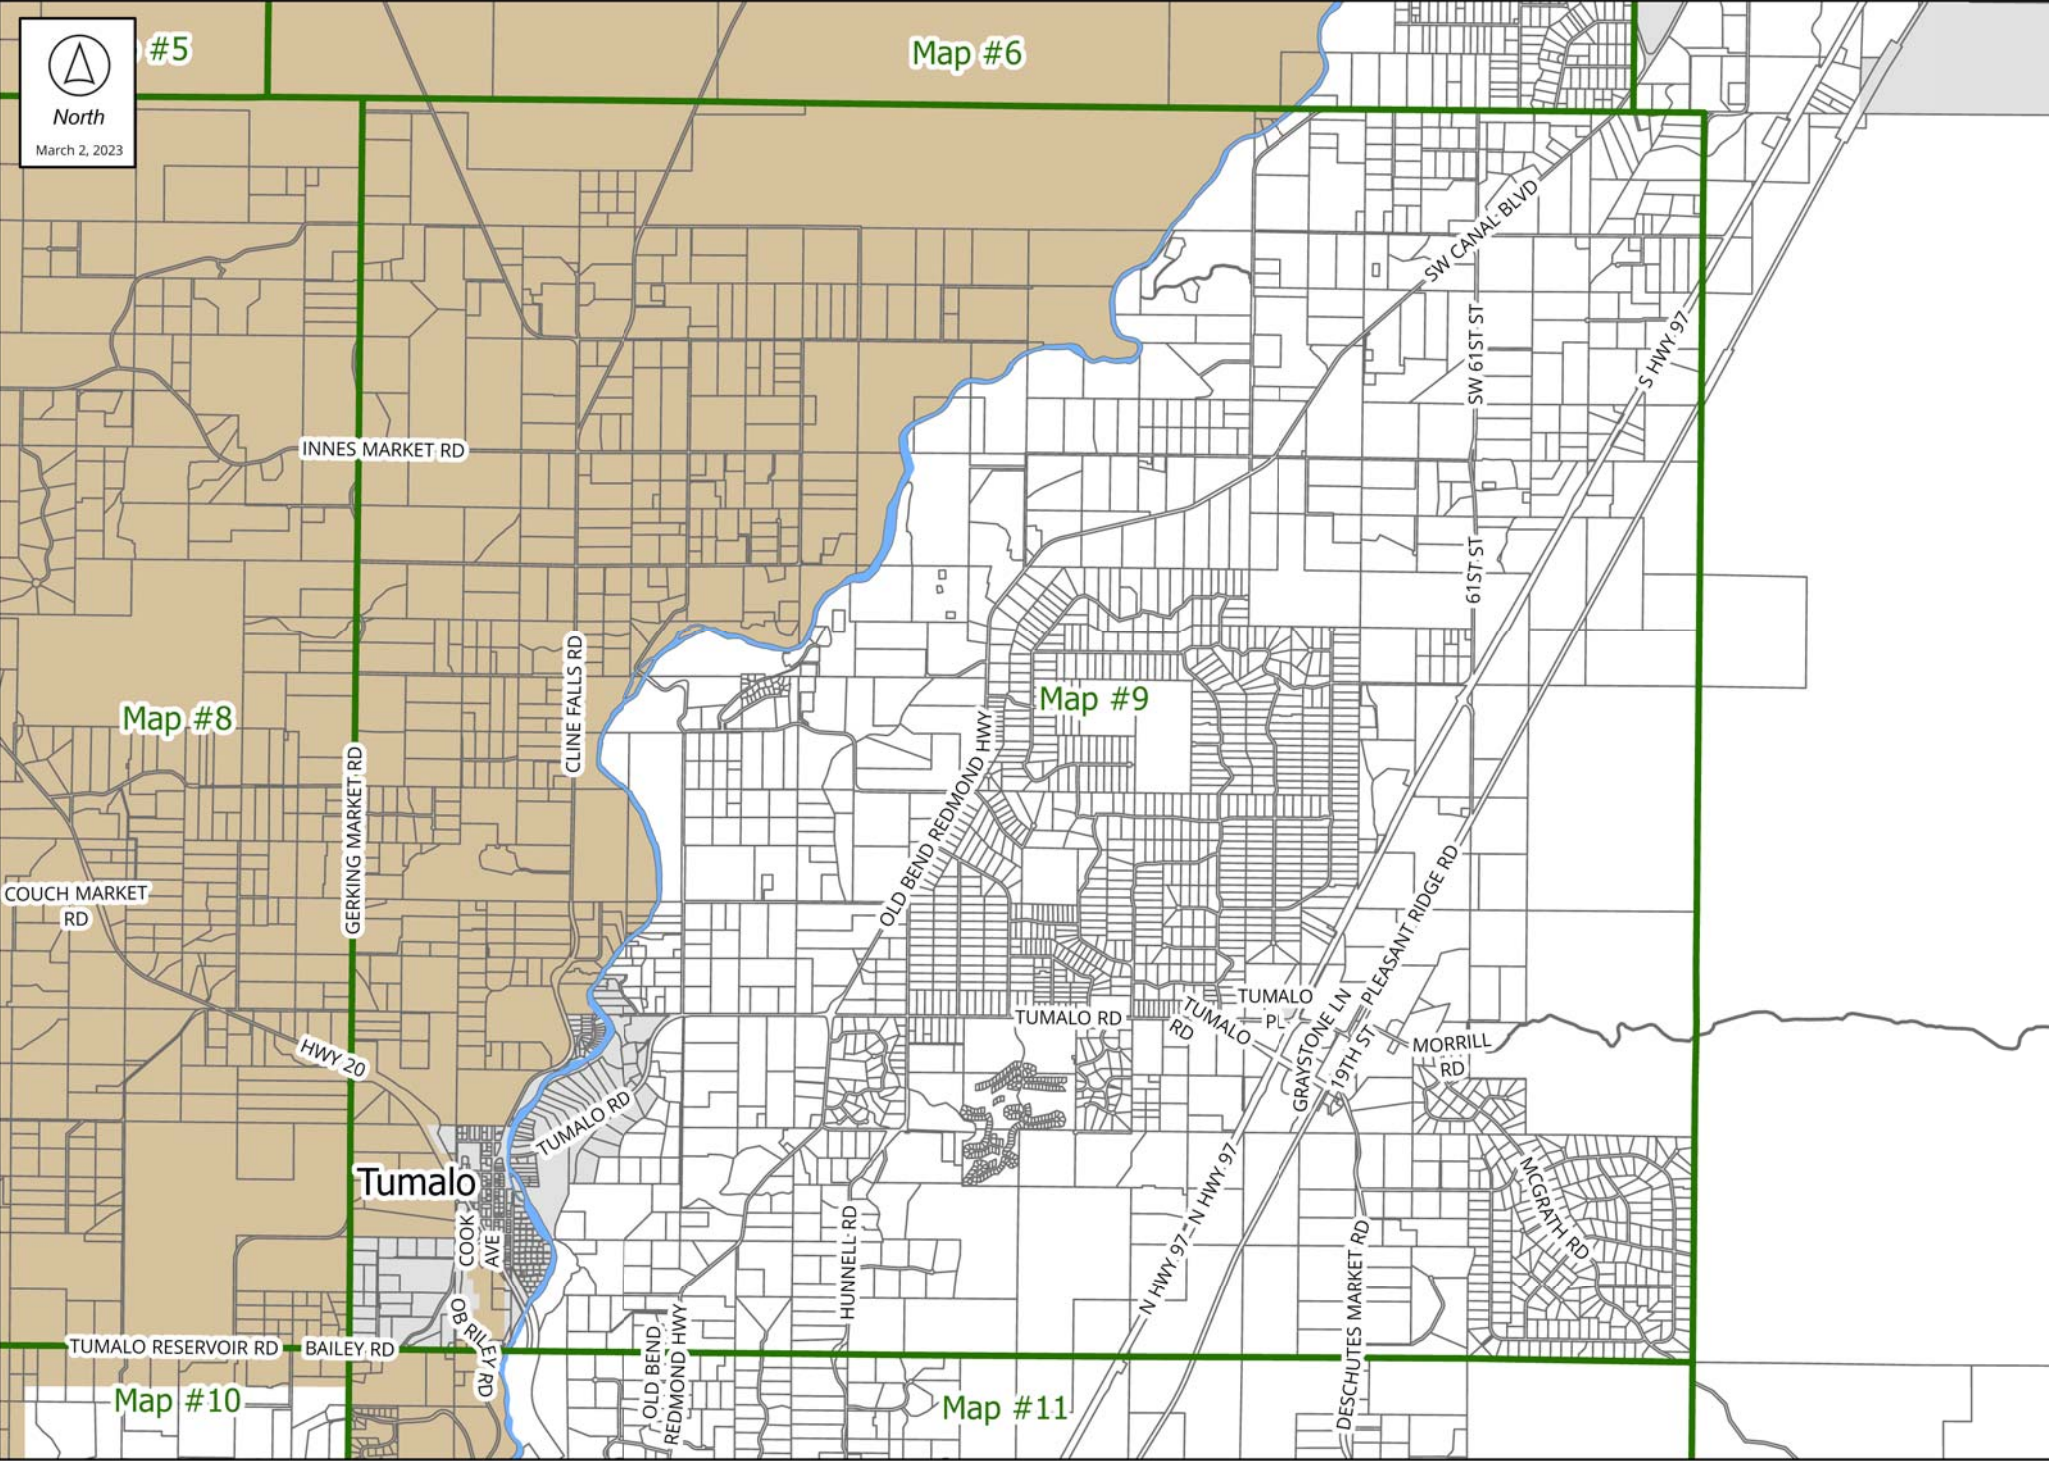 #5
Map #6
North
March 2, 2023
SW CANAL BLVD
SW 61ST ST
S HWY 97
INNES MARKET RD
61ST ST
CLINE FALLS RD
Map #8
Map #9
OLD BEND REDMOND HWY
GERKING MARKET RD
COUCH MARKET
RD
PLEASANT RIDGE RD
TUMALO
PL
TUMALO RD
TUMALO
RD
GRAYSTONE LN
19TH ST
MORRILL
RD
HWY 20
TUMALO RD
Tumalo
COOK
AVE
MCGRATH RD
HUNNELL RD
N HWY 97
N HWY 97
DESCHUTES MARKET RD
OB RILEY RD
TUMALO RESERVOIR RD
BAILEY RD
OLD BEND
REDMOND HWY
Map #10
Map #11